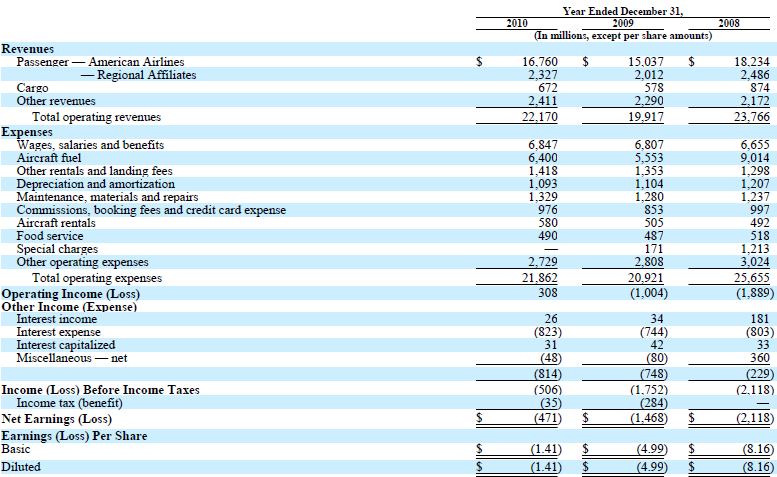 Year Ended December 31,
2010 2009 2008
(In millions, except per share amounts)
Revenues
Passenger — American Airlines $ 16,760 $ 15,037 $ 18,234
— Regional Affiliates 2,327 2,012 2,486
Cargo 672 578 874
Other revenues 2,411 2,290 2,172
Total operating revenues 22,170 19,917 23,766
Expenses
Wages, salaries and benefits 6,847 6,807 6,655
Aircraft fuel 6,400 5,553 9,014
Other rentals and landing fees 1,418 1,353 1,298
Depreciation and amortization 1,093 1,104 1,207
Maintenance, materials and repairs 1,329 1,280 1,237
Commissions, booking fees and credit card expense 976 853 997
Aircraft rentals 580 505 492
Food service 490 487 518
Special charges — 171 1,213
Other operating expenses 2,729 2,808 3,024
Total operating expenses 21,862 20,921 25,655
Operating Income (Loss) 308 (1,004) (1,889)
Other Income (Expense)
Interest income 26 34 181
Interest expense (823) (744) (803)
Interest capitalized 31 42 33
Miscellaneous — net (48) (80) 360
(814) (748) (229)
Income (Loss) Before Income Taxes (506) (1,752) (2,118)
Income tax (benefit) (35) (284) —
Net Earnings (Loss) $ (471) $ (1,468) $ (2,118)
Earnings (Loss) Per Share
Basic $ (1.41) $ (4.99) $ (8.16)
Diluted $ (1.41) $ (4.99) $ (8.16)